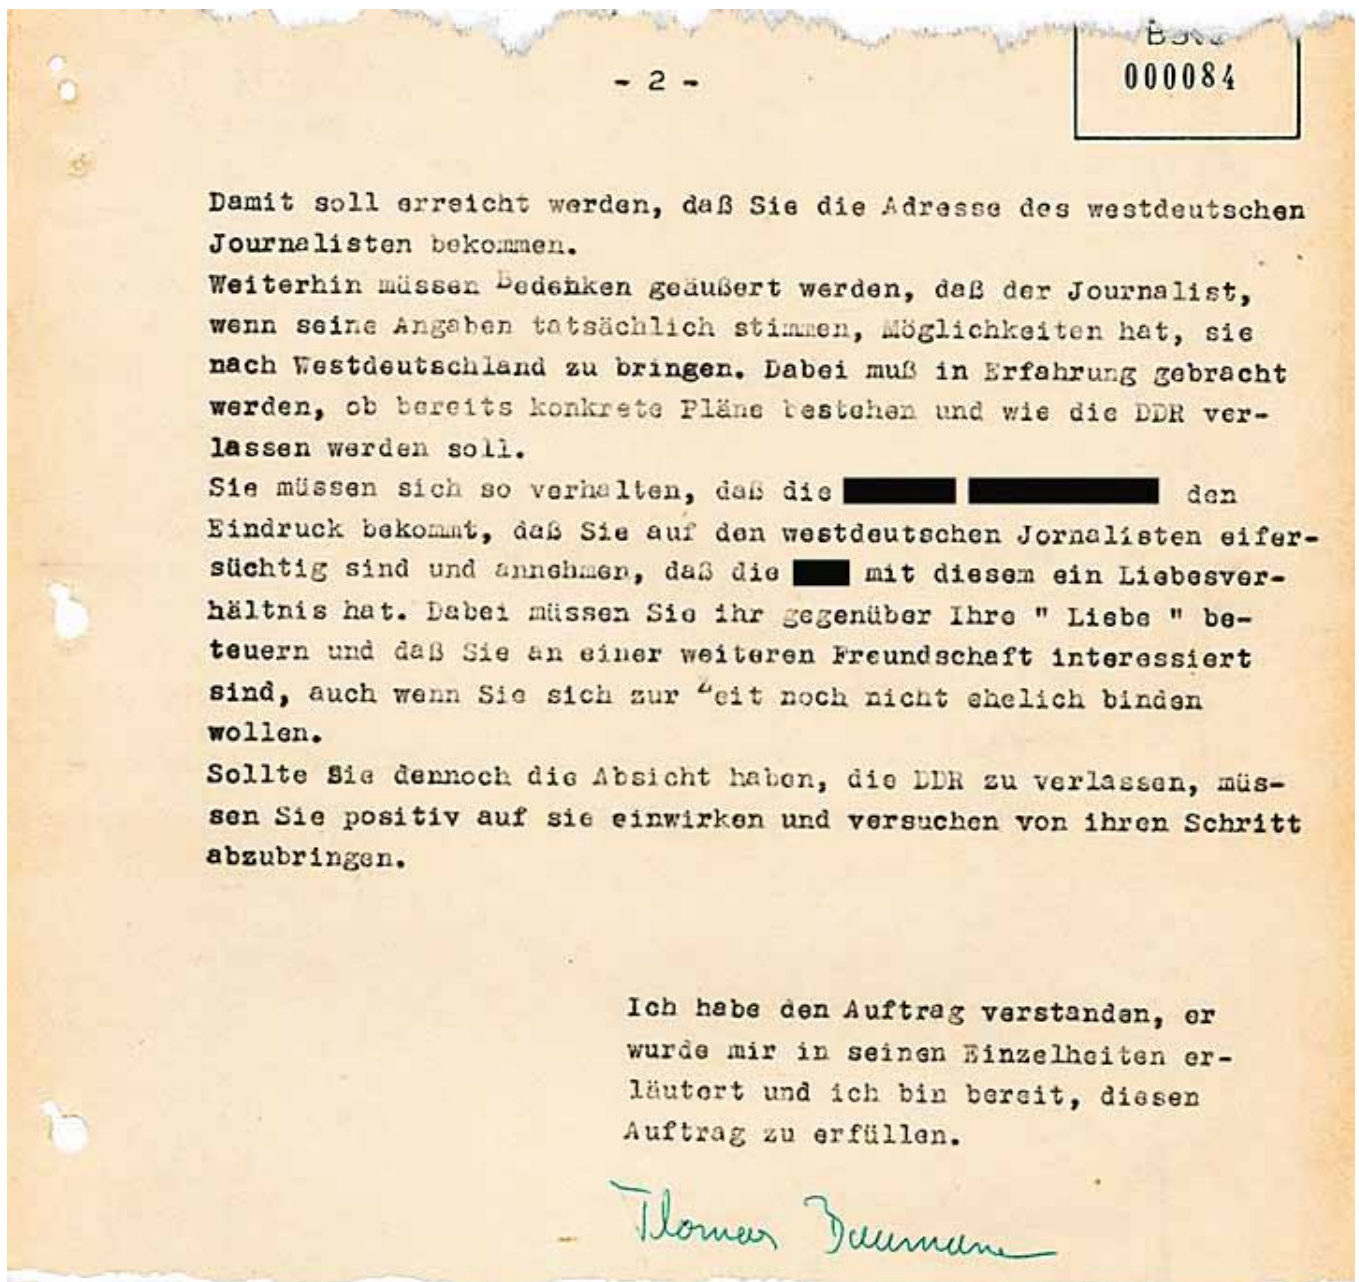 - 2 -
000084
Damit soll erreicht werden, daß Sie die Adresse des westdeutschen
Journalisten bekommen.
Weiterhin müssen Bedenken geäußert werden, daß der Journalist,
wenn seine Angaben tatsächlich stimmen, Möglichkeiten hat, sie
nach Westdeutschland zu bringen. Dabei muß in Erfahrung gebracht
werden, ob bereits konkrete Pläne bestehen und wie die DDR ver-
lassen werden soll.
Sie müssen sich so verhalten, daß die den
Eindruck bekommt, daß Sie auf den westdeutschen Jornalisten eifer-
süchtig sind und annehmen, daß die mit diesem ein Liebesver-
hältnis hat. Dabei müssen Sie ihr gegenüber Ihre " Liebe " be-
teuern und daß Sie an einer weiteren Freundschaft interessiert
sind, auch wenn Sie sich zur Zeit noch nicht ehelich binden
wollen.
Sollte Sie dennoch die Absicht haben, die DDR zu verlassen, müs-
sen Sie positiv auf sie einwirken und versuchen von ihren Schritt
abzubringen.
Ich habe den Auftrag verstanden, er
wurde mir in seinen Einzelheiten er-
läutert und ich bin bereit, diesen
Auftrag zu erfüllen.
Thomas Baumann